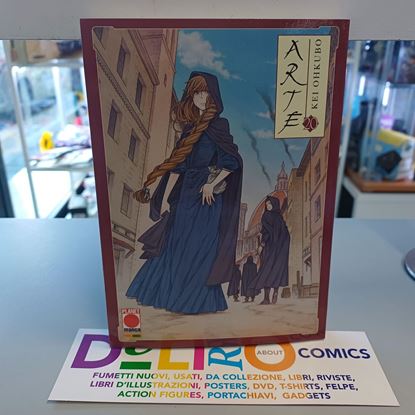 ARTE
KEI OHKUBO
20
PLANET
manga
ABOUT
COMICS
FUMETTI NUOVI, USATI, DA COLLEZIONE, LIBRI, RIVISTE,
LIBRI D'ILLUSTRAZIONI, POSTERS, DVD, T-SHIRTS, FELPE,
ACTION FIGURES, PORTACHIAVI, GADGETS